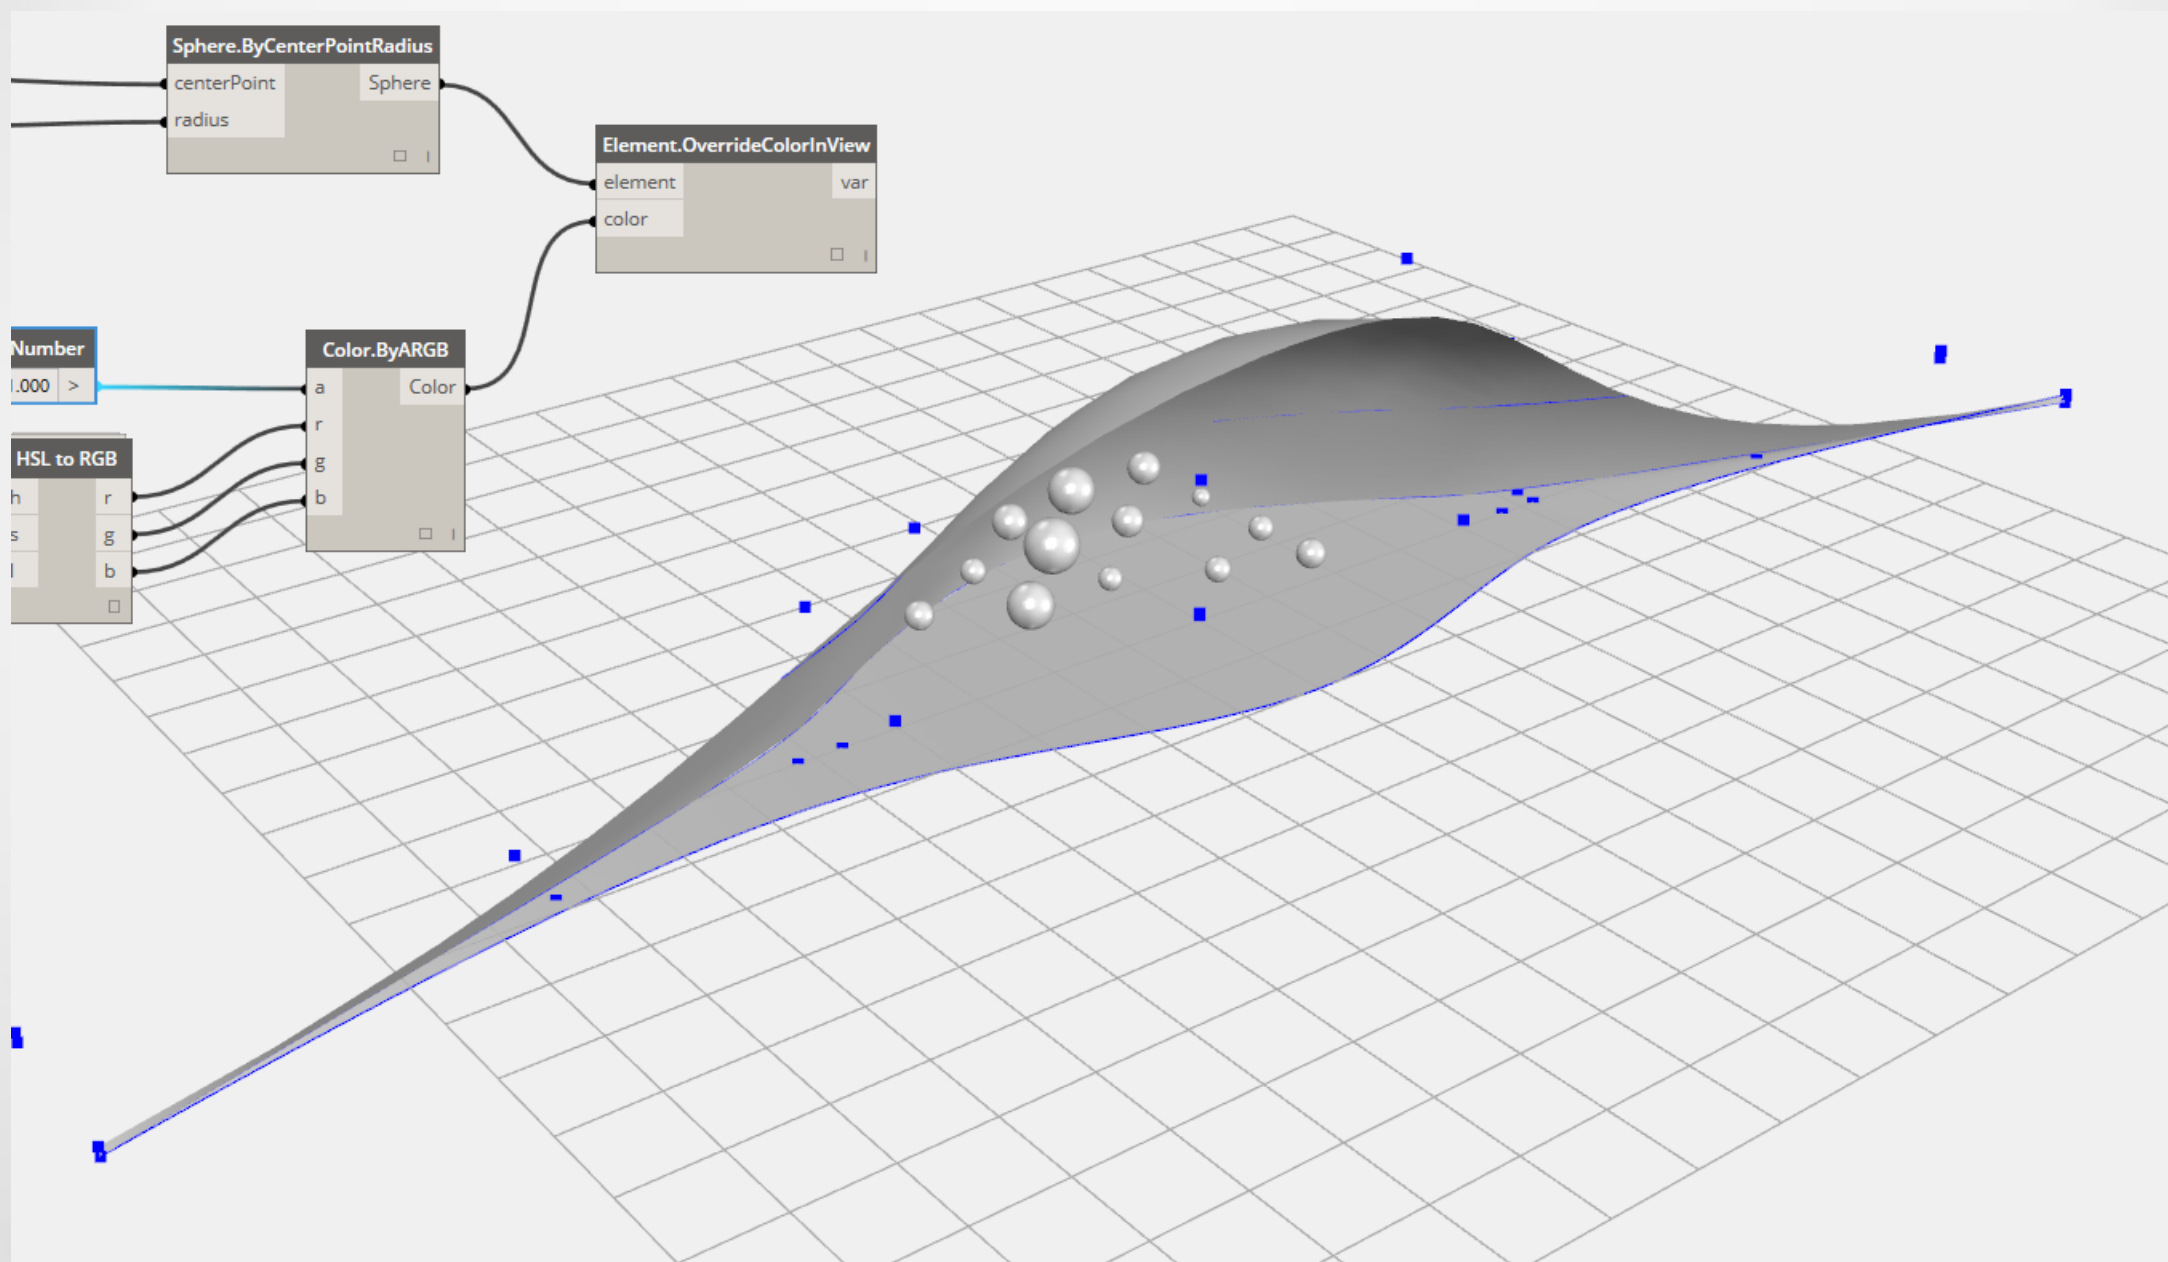 Sphere.ByCenterPointRadius
centerPoint Sphere
radius
Element.OverrideColorInView
element var
color
Number
.000 >
Color.ByARGB
a Color
r
g
b
HSL to RGB
h r
s g
l b